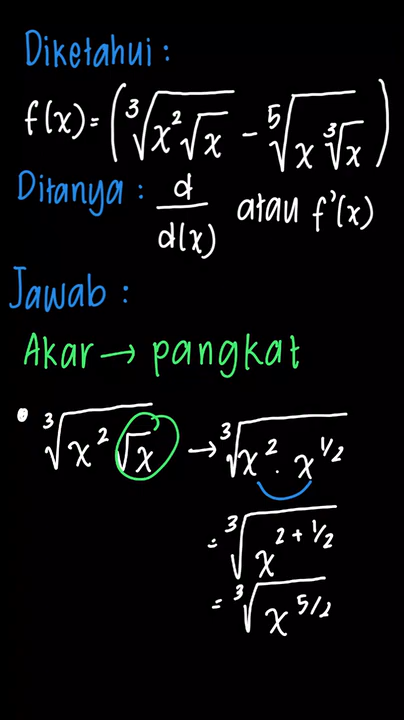 Diketahui :
f(x) = (∛(x²√x) − ⁵√(x ∛x))
Ditanya : d/d(x) atau f'(x)
Jawab :
Akar → pangkat
• ∛(x²√x) → ∛(x² · x^1/2)
= ∛(x^2 + 1/2)
= ∛(x^5/2)